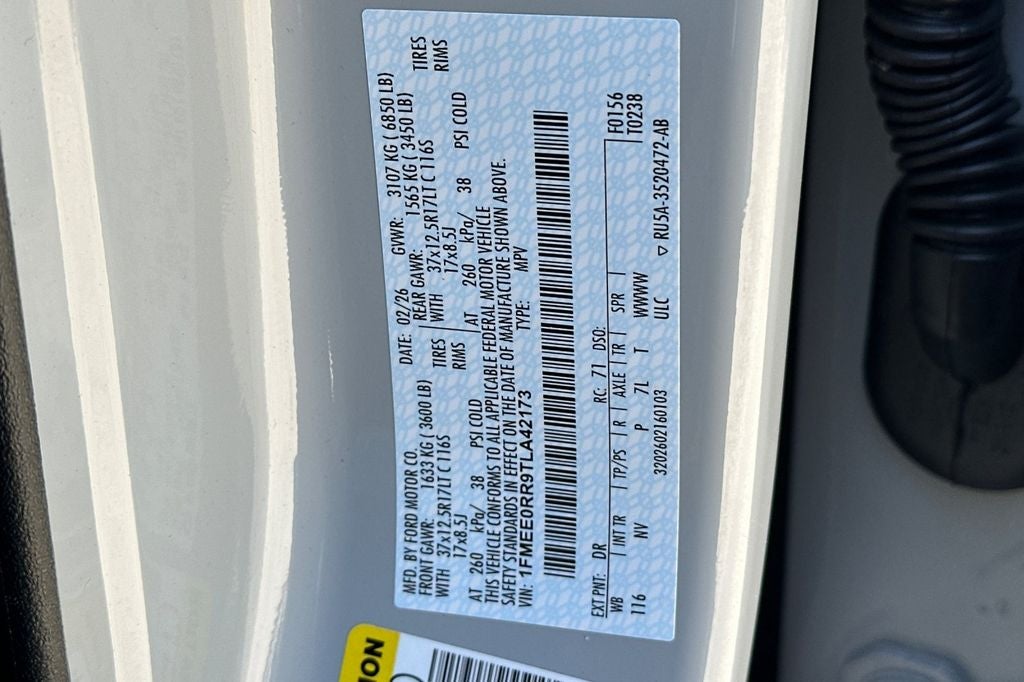 MFD. BY FORD MOTOR CO.
DATE: 02/26 GVWR: 3107 KG ( 6850 LB)
FRONT GAWR: 1633 KG ( 3600 LB) REAR GAWR: 1565 KG ( 3450 LB)
WITH 37x12.5R17LT C 116S TIRES WITH 37x12.5R17LT C 116S TIRES
17x8.5J RIMS 17x8.5J RIMS
AT 260 kPa/ 38 PSI COLD AT 260 kPa/ 38 PSI COLD
THIS VEHICLE CONFORMS TO ALL APPLICABLE FEDERAL MOTOR VEHICLE
SAFETY STANDARDS IN EFFECT ON THE DATE OF MANUFACTURE SHOWN ABOVE.
VIN: 1FMEE0RR9TLA42173 TYPE: MPV
EXT PNT: DR RC: 71 DSO: F0156
WB INTR TP/PS R AXLE TR SPR T0238
116 NW P 7L T WWWW
3202602160103 ULC ▽ RU5A-3520472-AB